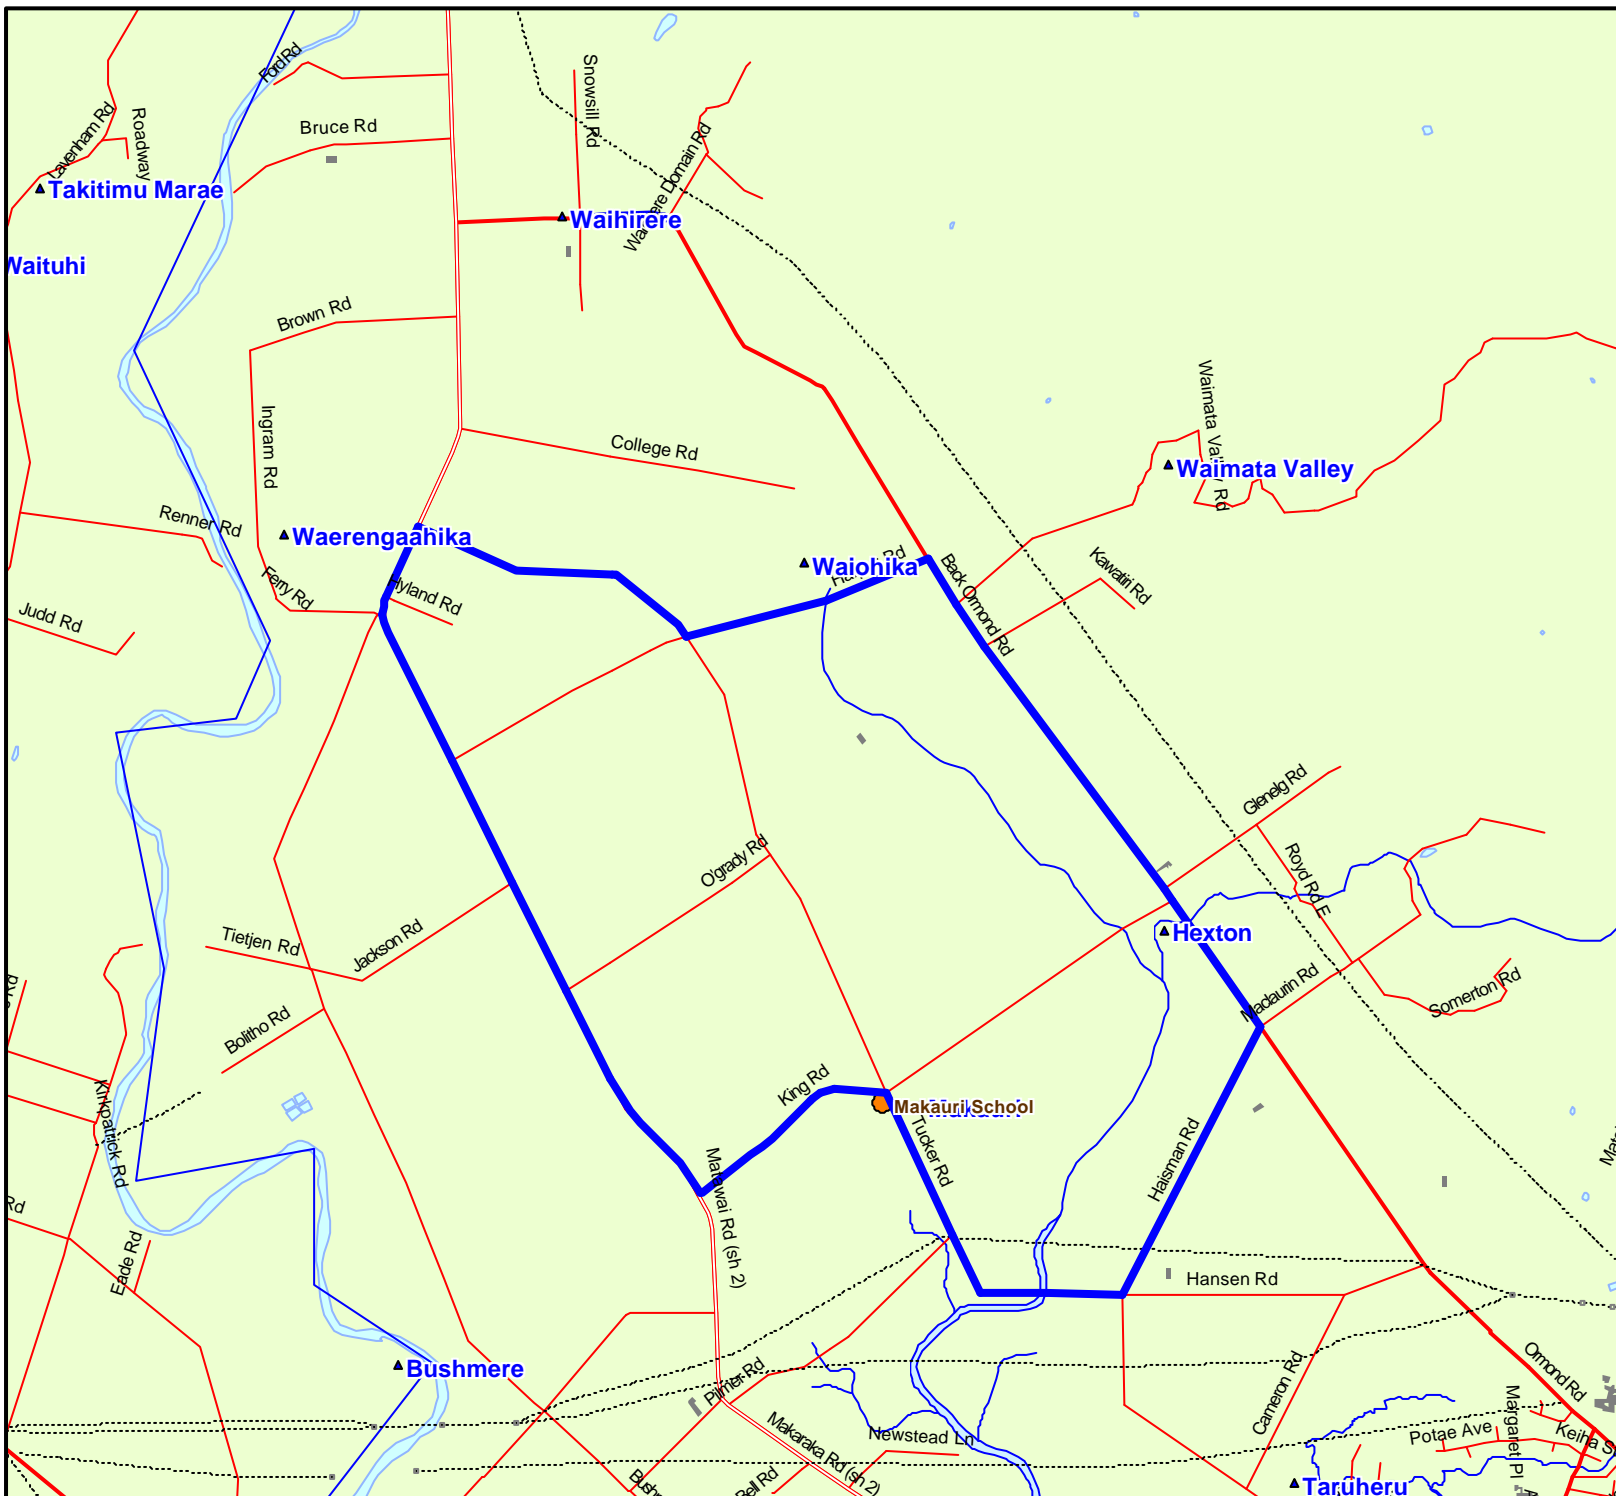 Ford Rd
Snowsill Rd
Lavenham Rd
Roadway
Bruce Rd
Takitimu Marae
Waihirere
Waituhi
Brown Rd
Waimata Valley Rd
Ingram Rd
College Rd
Waimata Valley
Renner Rd
Waerengaahika
Waiohika
Back Ormond Rd
Kawatiri Rd
Ferry Rd
Hyland Rd
Judd Rd
Glenelg Rd
O'grady Rd
Royd Rd E
Tietjen Rd
Jackson Rd
Hexton
Bolitho Rd
Maclaurin Rd
Somerton Rd
King Rd
Kirkpatrick Rd
Makauri School
Tucker Rd
Haisman Rd
Matawai Rd (sh 2)
Rd
Eade Rd
Hansen Rd
Bushmere
Pilmer Rd
Cameron Rd
Ormond Rd
Makaraka Rd (sh 2)
Newstead Ln
Potae Ave
Margaret Pl
Keiha
Bell Rd
Taruheru